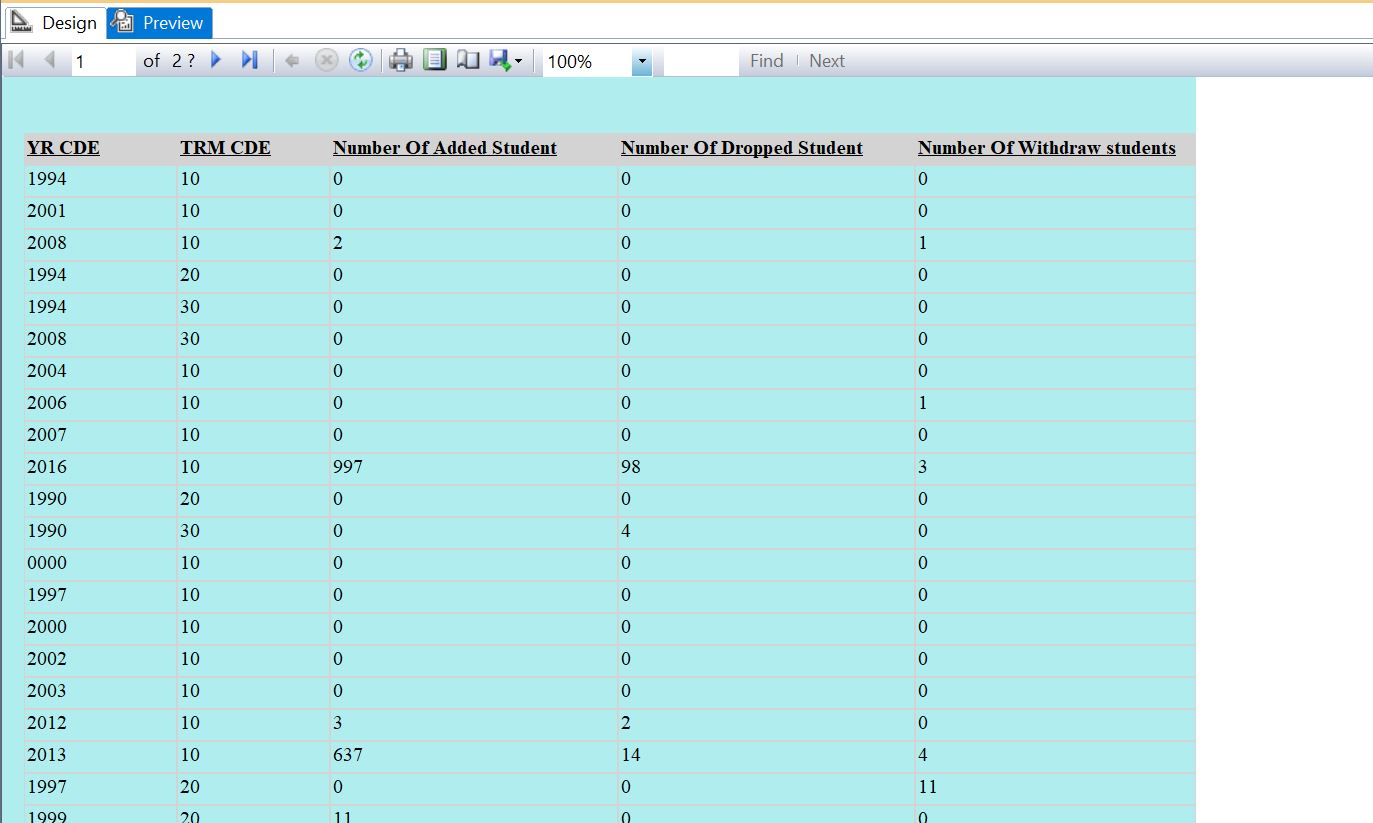 Design Preview
1 of 2 ? 100% Find Next
YR CDE TRM CDE Number Of Added Student Number Of Dropped Student Number Of Withdraw students
1994 10 0 0 0
2001 10 0 0 0
2008 10 2 0 1
1994 20 0 0 0
1994 30 0 0 0
2008 30 0 0 0
2004 10 0 0 0
2006 10 0 0 1
2007 10 0 0 0
2016 10 997 98 3
1990 20 0 0 0
1990 30 0 4 0
0000 10 0 0 0
1997 10 0 0 0
2000 10 0 0 0
2002 10 0 0 0
2003 10 0 0 0
2012 10 3 2 0
2013 10 637 14 4
1997 20 0 0 11
1999 20 11 0 0